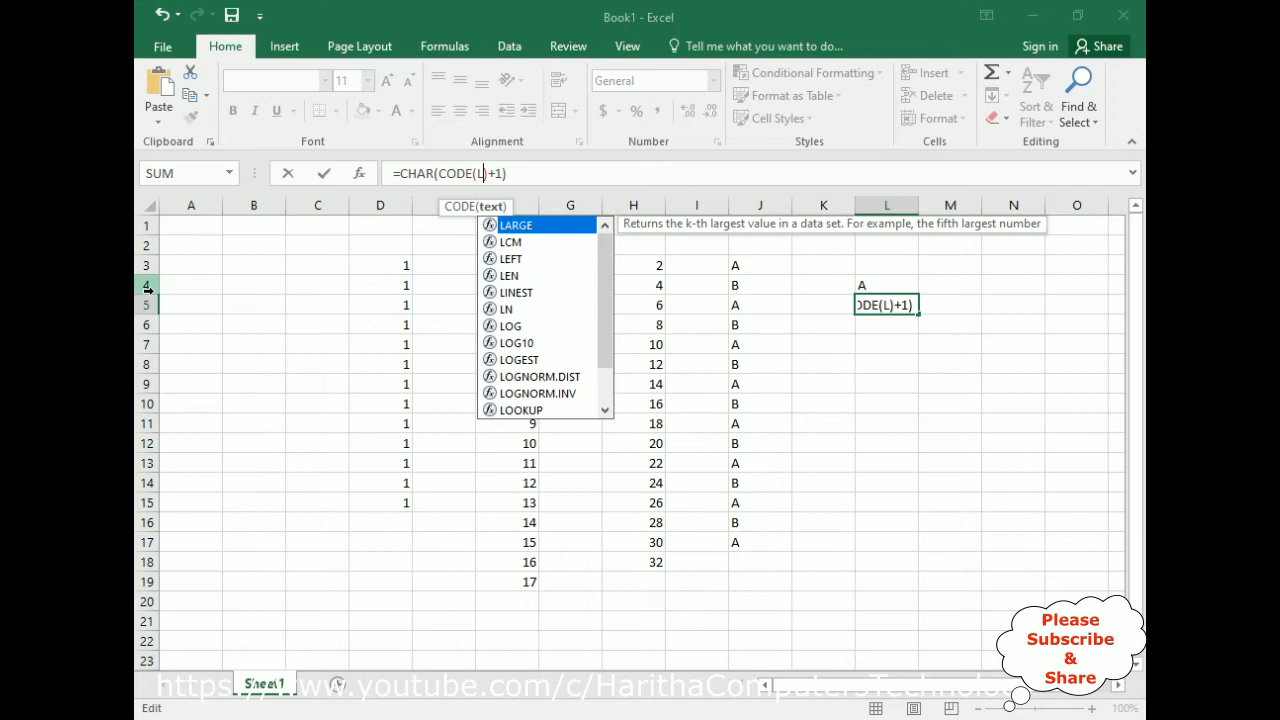 Book1 - Excel
File Home Insert Page Layout Formulas Data Review View Tell me what you want to do... Sign in Share
11 General Conditional Formatting Insert
Paste B I U A $ % , Format as Table Delete Sort & Find &
Cell Styles Format Filter Select
Clipboard Font Alignment Number Styles Cells
SUM =CHAR(CODE(L)+1)
A B C D G H I J K L M N O
CODE(text)
1 LARGE Returns the k-th largest value in a data set. For example, the fifth largest number
2 LCM
3 1 LEFT 2 A
4 1 LEN 4 B A
5 1 LINEST 6 A ODE(L)+1)
6 1 LN 8 B
7 1 LOG 10 A
LOG10
8 1 LOGEST 12 B
9 1 LOGNORM.DIST 14 A
LOGNORM.INV
10 1 LOOKUP 16 B
11 1 9 18 A
12 1 10 20 B
13 1 11 22 A
14 1 12 24 B
15 1 13 26 A
16 14 28 B
17 15 30 A
18 16 32
19 17
20
21
22
23
Please
Subscribe
&
Share
Sheet1
https://www.youtube.com/c/HarithaComputersTechnolo
Edit 100%